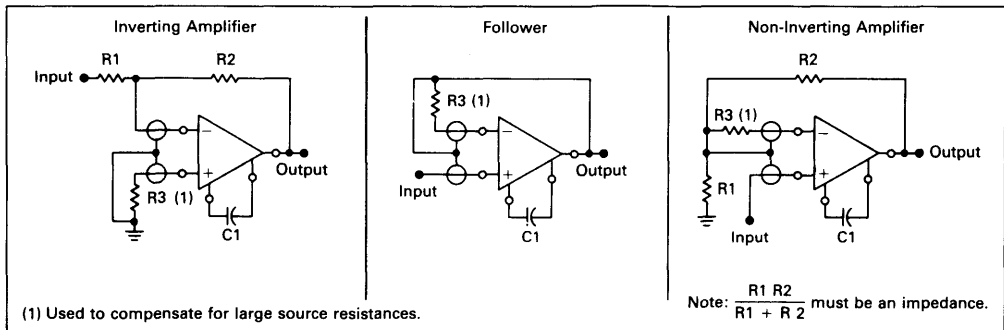 Inverting Amplifier
R1
R2
Input
−
+
Output
R3 (1)
C1
(1) Used to compensate for large source resistances.
Follower
R3 (1)
−
+
Input
Output
C1
Non-Inverting Amplifier
R2
R3 (1)
−
+
Output
R1
Input
C1
Note: R1 R2 / R1 + R 2 must be an impedance.